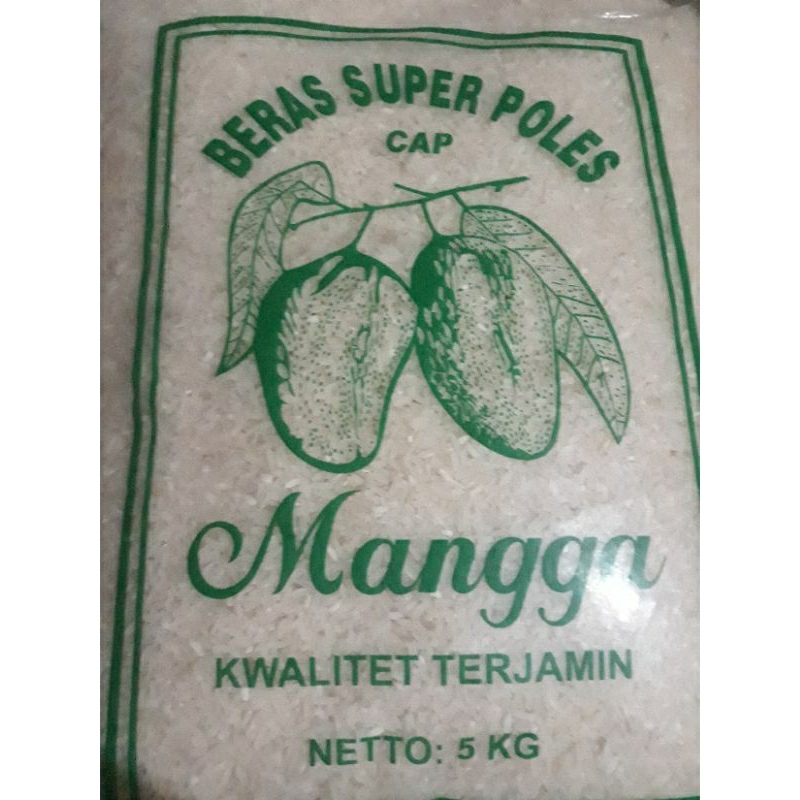 BERAS SUPER POLES
CAP
Mangga
KWALITET TERJAMIN
NETTO: 5 KG